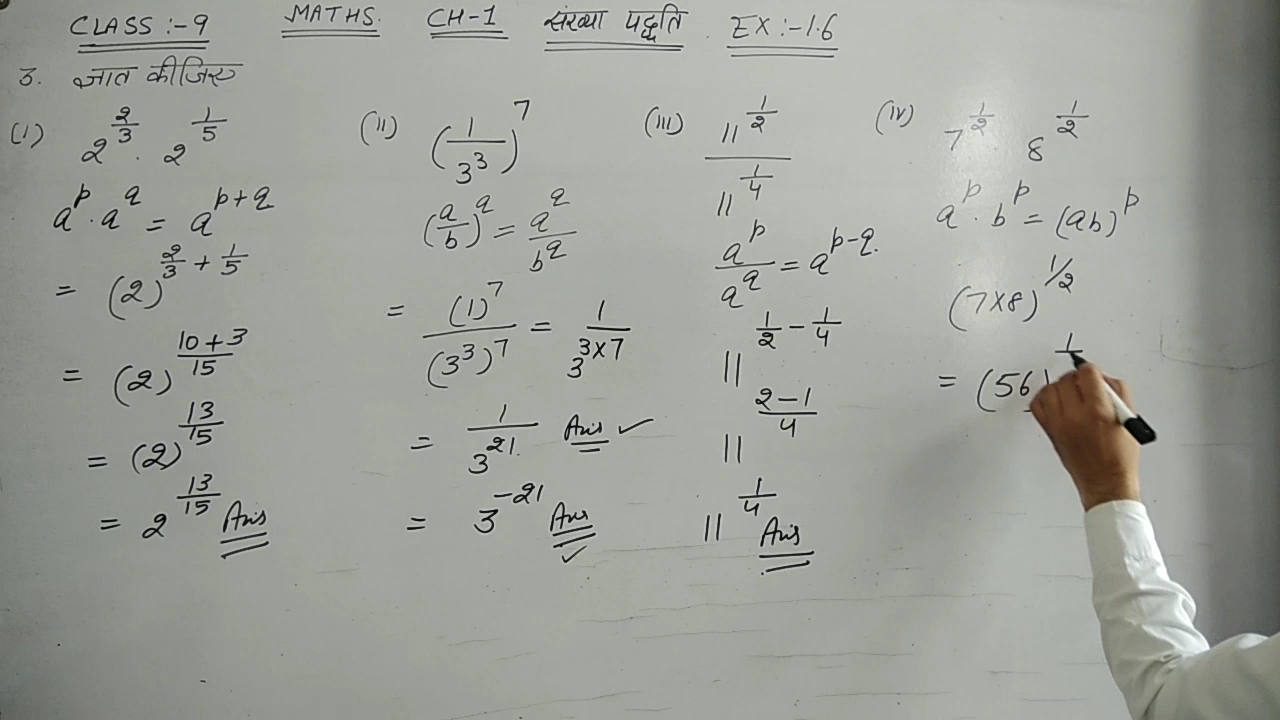 CLASS :- 9 MATHS. CH-1 संख्या पद्धति EX :- 1.6
3. ज्ञात कीजिए
(i) 2^{2/3} . 2^{1/5}
a^p . a^q = a^{p+q}
= (2)^{2/3 + 1/5}
= (2)^{(10+3)/15}
= (2)^{13/15}
= 2^{13/15} Ans
(ii) (1/3^3)^7
(a/b)^q = a^q/b^q
= (1)^7/(3^3)^7 = 1/3^{3×7}
= 1/3^{21}. Ans ✓
= 3^{-21} Ans ✓
(iii) 11^{1/2}/11^{1/4}
a^p/a^q = a^{p-q}.
11^{1/2 - 1/4}
11^{(2-1)/4}
11^{1/4} Ans
(iv) 7^{1/2} . 8^{1/2}
a^p . b^p = (ab)^p
(7×8)^{1/2}
= (56)^{1/